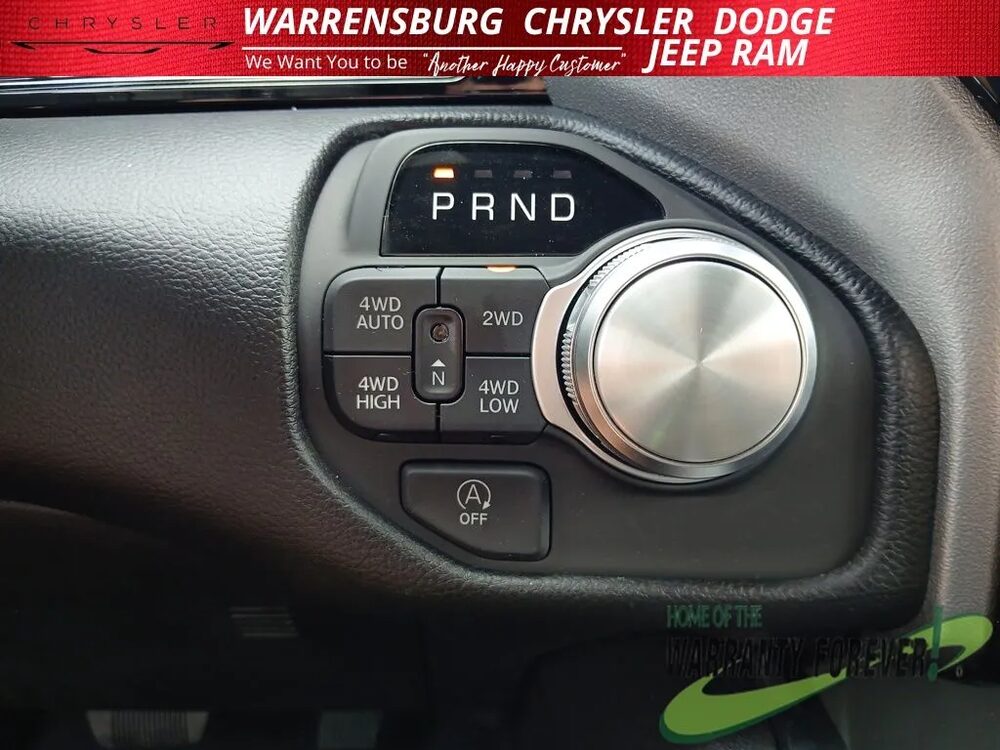 CHRYSLER
WARRENSBURG CHRYSLER DODGE
JEEP RAM
We Want You to be "Another Happy Customer"
P R N D
4WD
AUTO
2WD
N
4WD
HIGH
4WD
LOW
A
OFF
HOME OF THE
WARRANTY FOREVER!